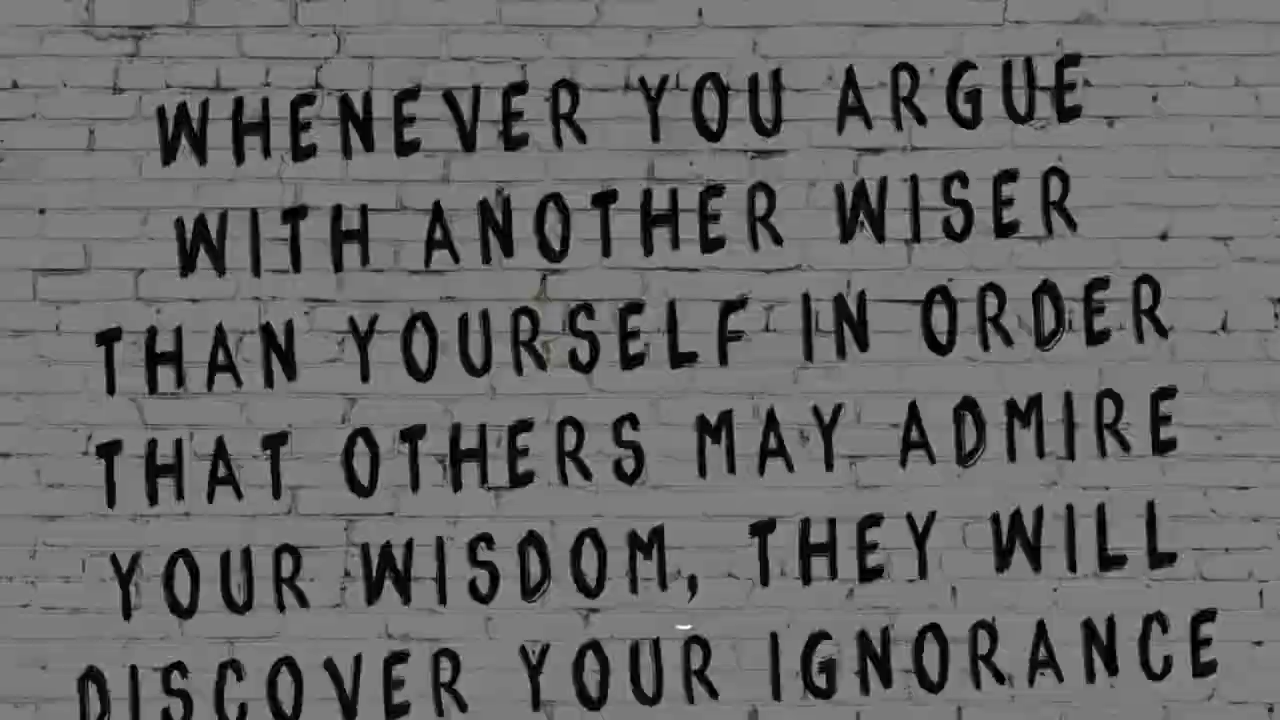 WHENEVER YOU ARGUE
WITH ANOTHER WISER
THAN YOURSELF IN ORDER
THAT OTHERS MAY ADMIRE
YOUR WISDOM, THEY WILL
DISCOVER YOUR IGNORANCE